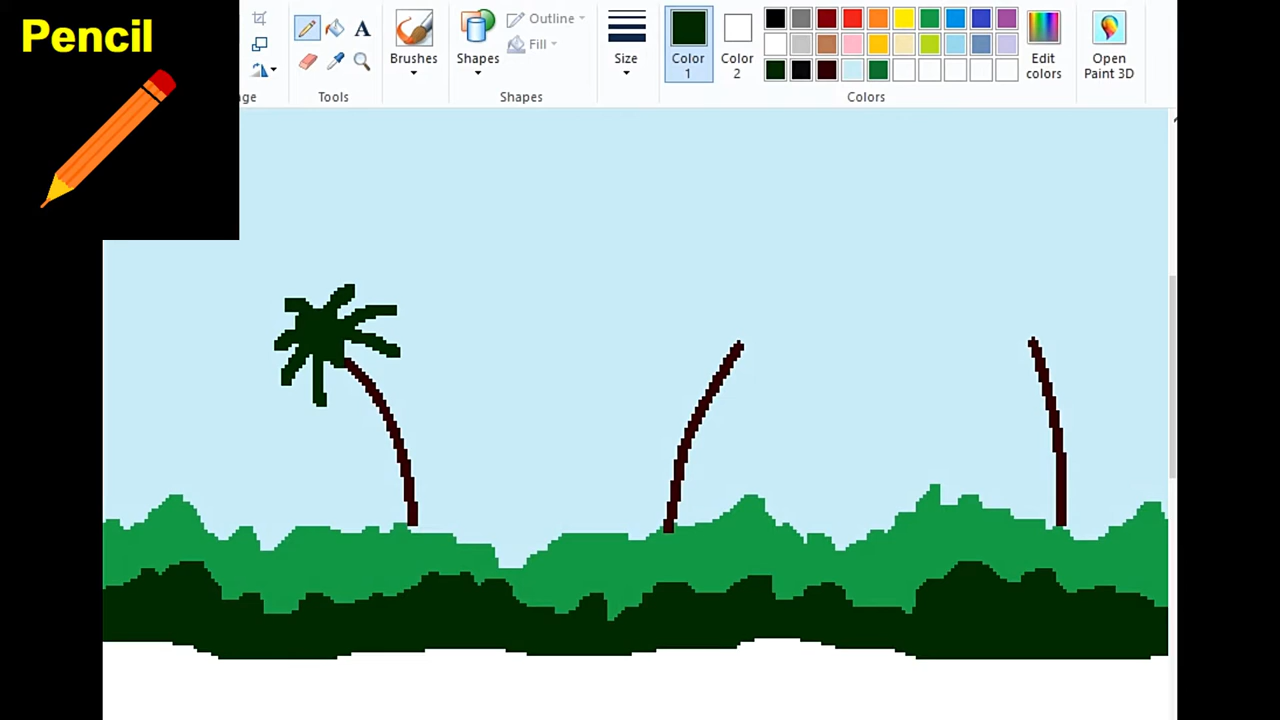 Pencil
Outline
Fill
Brushes
Shapes
Size
Color
1
Color
2
Edit
colors
Open
Paint 3D
ge
Tools
Shapes
Colors